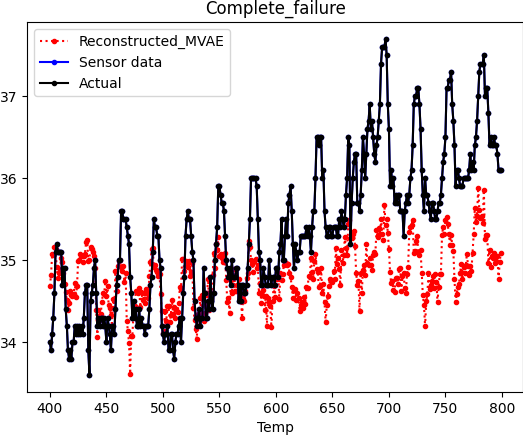 Complete_failure
Reconstructed_MVAE
Sensor data
Actual
37
36
35
34
400 450 500 550 600 650 700 750 800
Temp